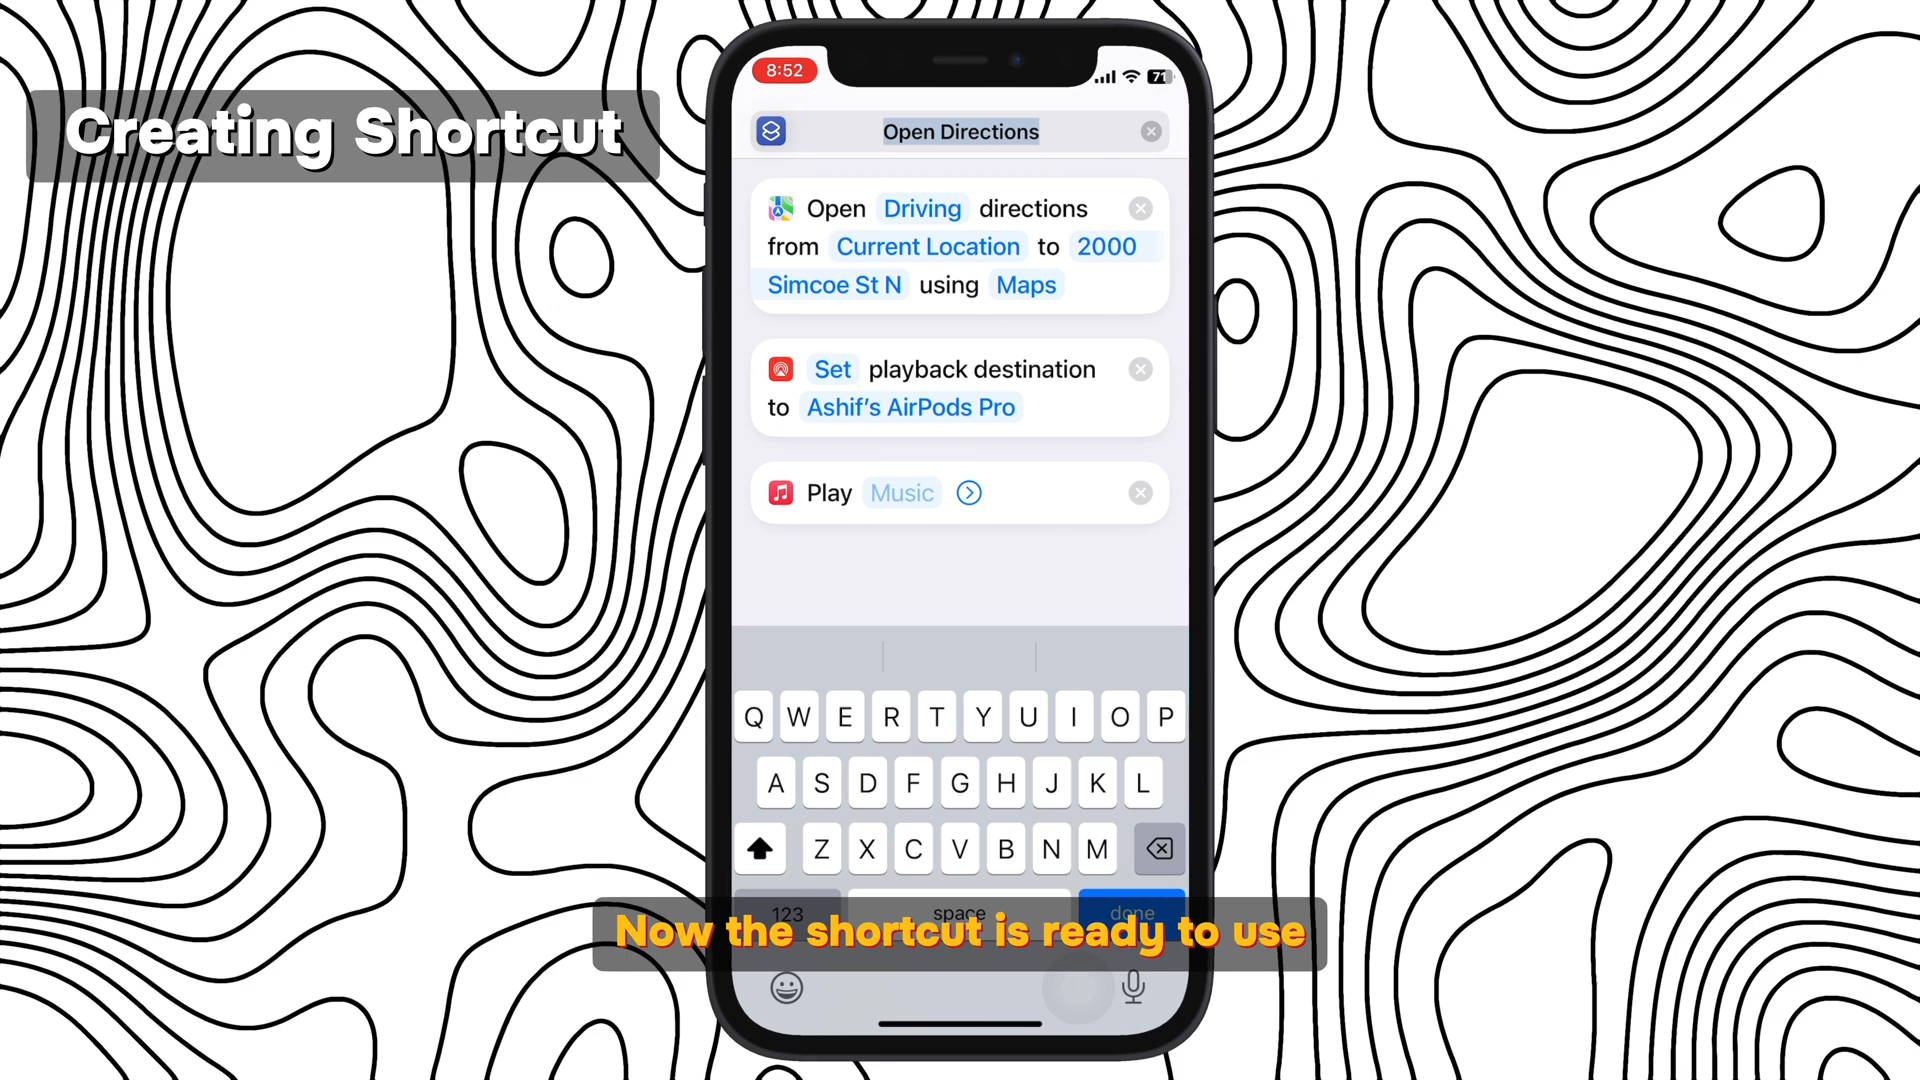 Creating Shortcut
8:52
71
Open Directions
Open Driving directions
from Current Location to 2000
Simcoe St N using Maps
Set playback destination
to Ashif's AirPods Pro
Play Music
Q W E R T Y U I O P
A S D F G H J K L
Z X C V B N M
123 space done
Now the shortcut is ready to use